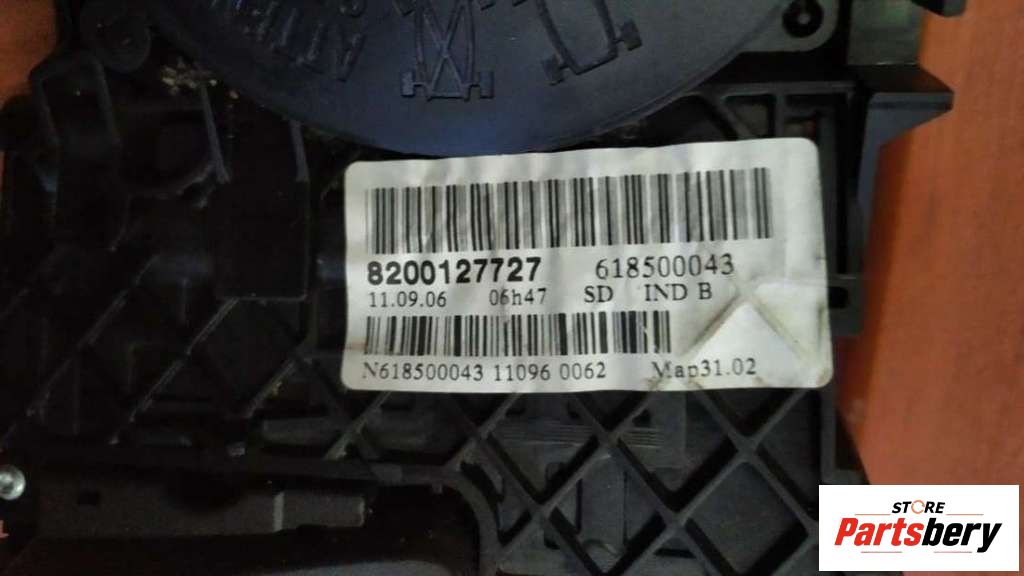 8200127727 618500043
11.09.06 06h47 SD IND B
N618500043 11096 0062 Map31.02
STORE
Partsbery